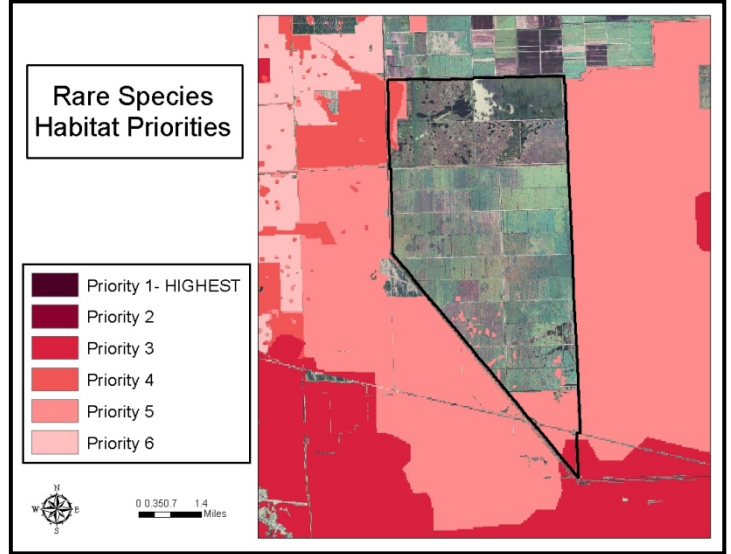 Rare Species
Habitat Priorities
Priority 1- HIGHEST
Priority 2
Priority 3
Priority 4
Priority 5
Priority 6
N
W E
S
0 0.350.7 1.4
Miles